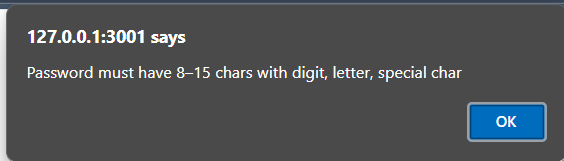 127.0.0.1:3001 says
Password must have 8–15 chars with digit, letter, special char
OK